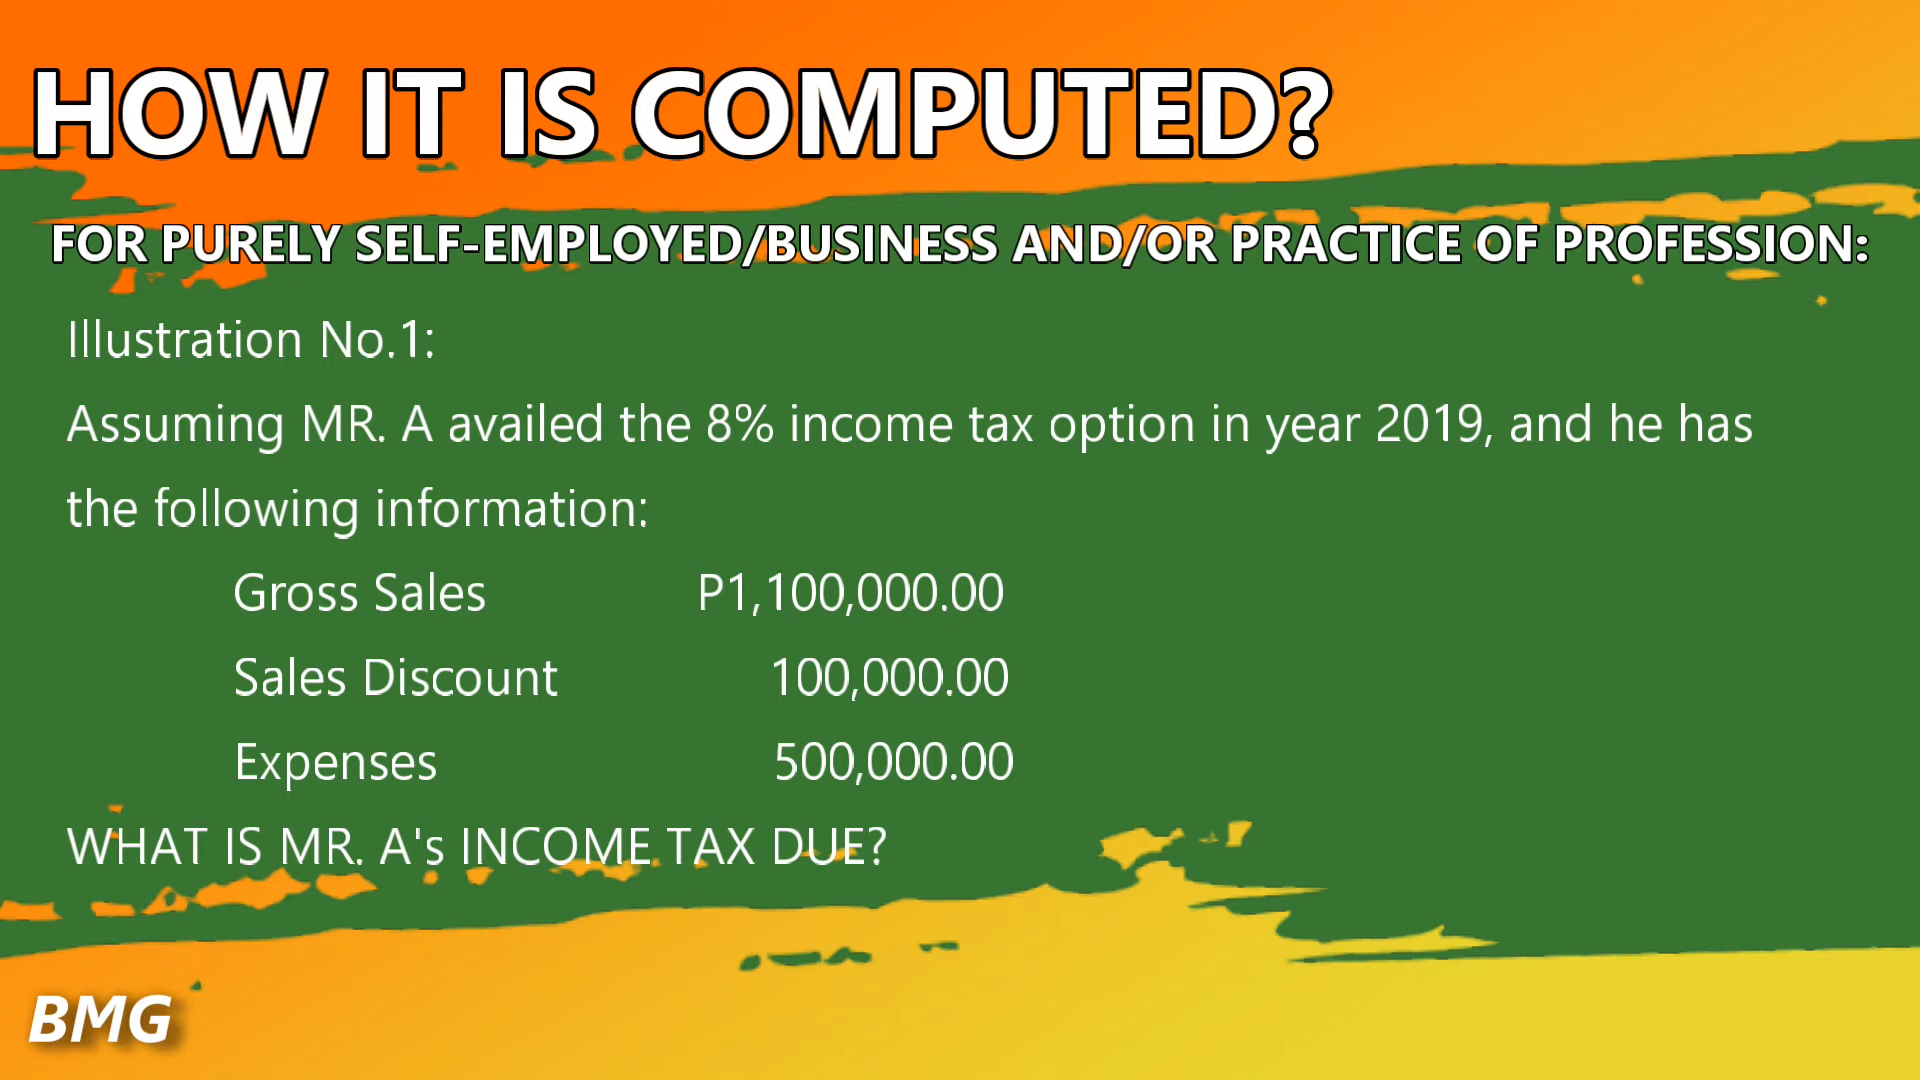 HOW IT IS COMPUTED?
FOR PURELY SELF-EMPLOYED/BUSINESS AND/OR PRACTICE OF PROFESSION:
Illustration No.1:
Assuming MR. A availed the 8% income tax option in year 2019, and he has
the following information:
Gross Sales P1,100,000.00
Sales Discount 100,000.00
Expenses 500,000.00
WHAT IS MR. A's INCOME TAX DUE?
BMG